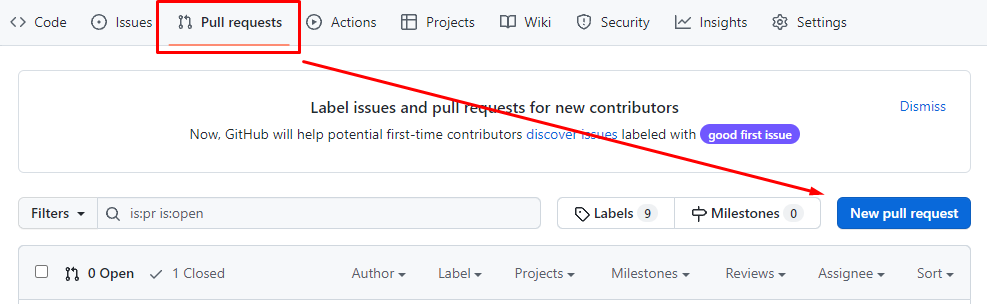 Code Issues Pull requests Actions Projects Wiki Security Insights Settings
Label issues and pull requests for new contributors
Dismiss
Now, GitHub will help potential first-time contributors discover issues labeled with good first issue
Filters is:pr is:open Labels 9 Milestones 0 New pull request
0 Open 1 Closed Author Label Projects Milestones Reviews Assignee Sort